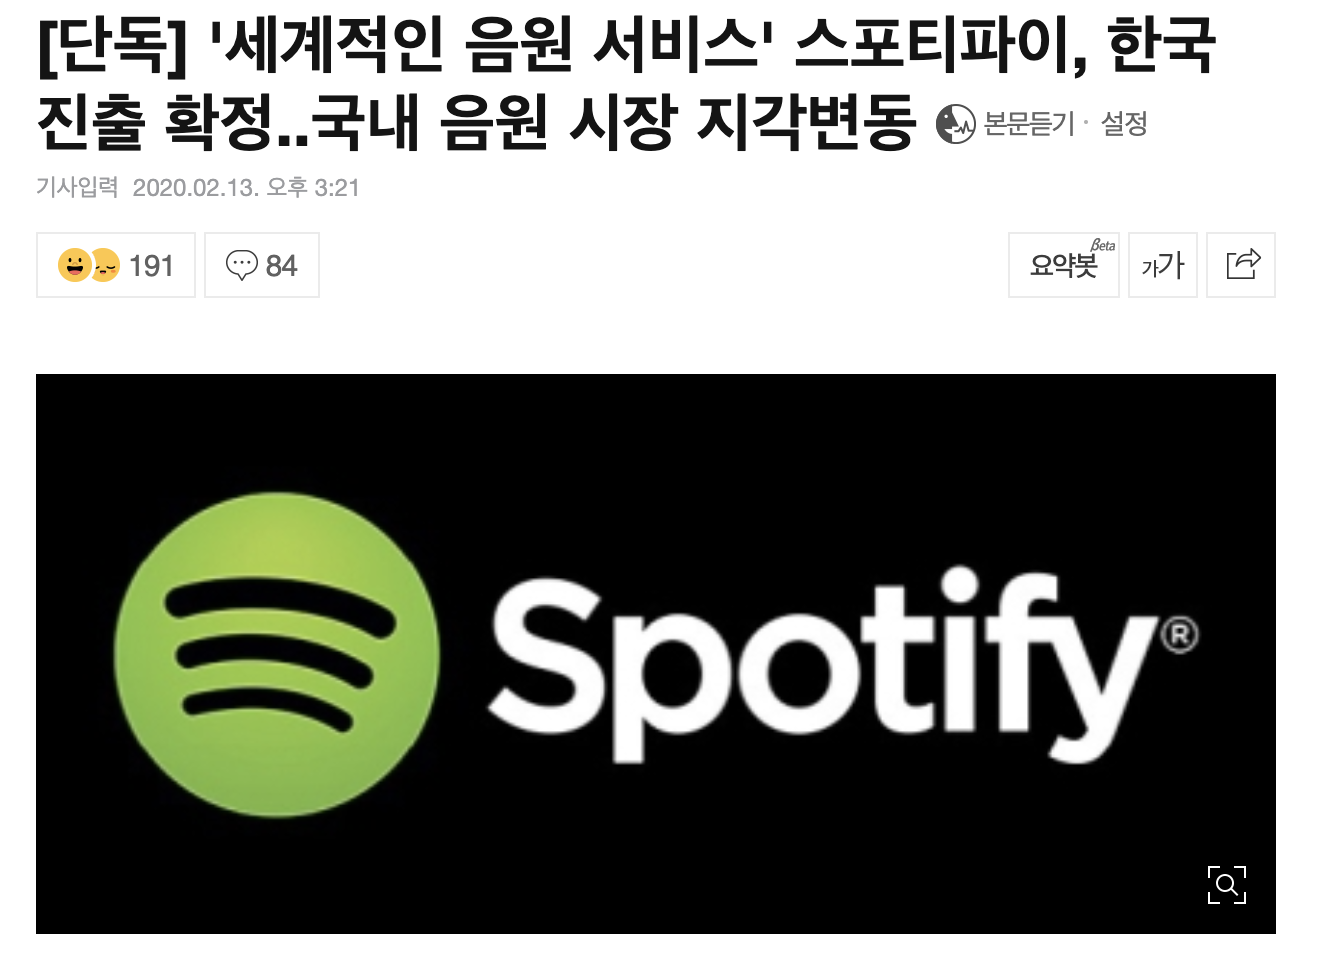 [단독] '세계적인 음원 서비스' 스포티파이, 한국
진출 확정..국내 음원 시장 지각변동 본문듣기 · 설정
기사입력 2020.02.13. 오후 3:21
191 84 요약봇 Beta 가가
Spotify®